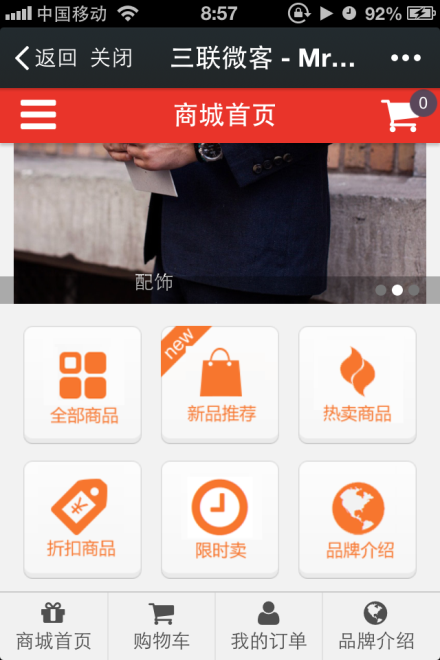 中国移动 8:57 92%
返回 关闭 三联微客 - Mr...
商城首页 0
配饰
全部商品
new
新品推荐
热卖商品
¥
折扣商品
限时卖
品牌介绍
商城首页 购物车 我的订单 品牌介绍